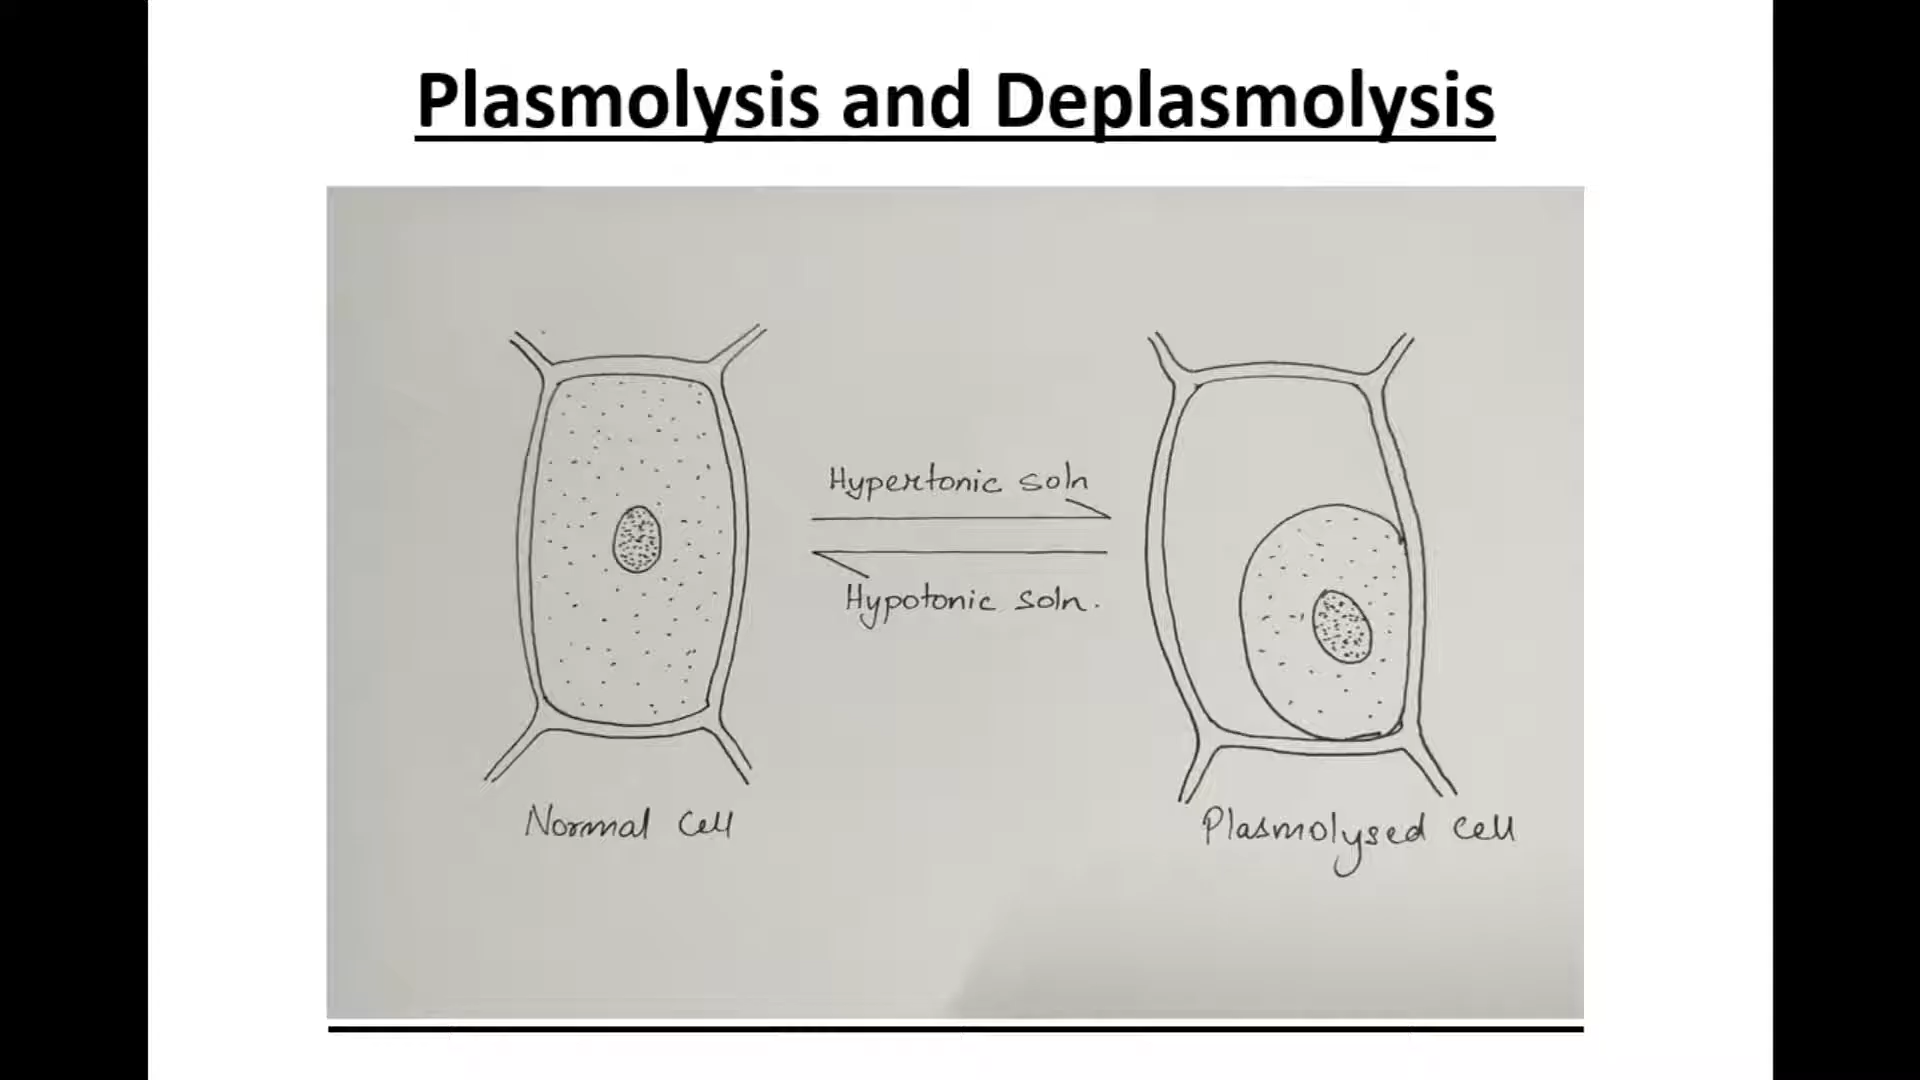 Plasmolysis and Deplasmolysis
Hypertonic soln
Hypotonic soln.
Normal Cell
Plasmolysed cell